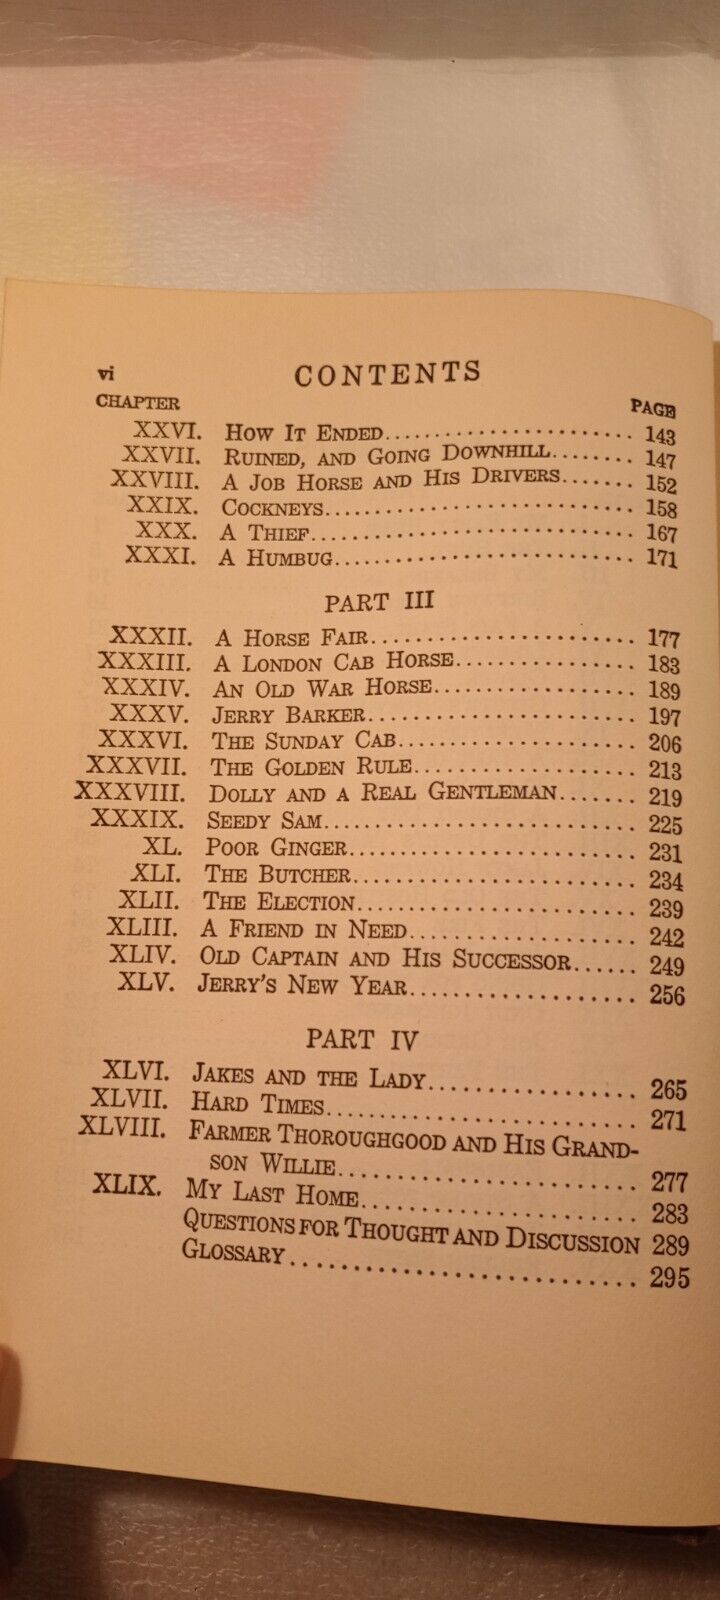 vi CONTENTS
CHAPTER PAGE
XXVI. HOW IT ENDED........................ 143
XXVII. RUINED, AND GOING DOWNHILL........ 147
XXVIII. A JOB HORSE AND HIS DRIVERS....... 152
XXIX. COCKNEYS.............................. 158
XXX. A THIEF............................... 167
XXXI. A HUMBUG............................. 171
PART III
XXXII. A HORSE FAIR.......................... 177
XXXIII. A LONDON CAB HORSE................. 183
XXXIV. AN OLD WAR HORSE................... 189
XXXV. JERRY BARKER......................... 197
XXXVI. THE SUNDAY CAB...................... 206
XXXVII. THE GOLDEN RULE.................... 213
XXXVIII. DOLLY AND A REAL GENTLEMAN....... 219
XXXIX. SEEDY SAM............................. 225
XL. POOR GINGER........................... 231
XLI. THE BUTCHER........................... 234
XLII. THE ELECTION.......................... 239
XLIII. A FRIEND IN NEED..................... 242
XLIV. OLD CAPTAIN AND HIS SUCCESSOR...... 249
XLV. JERRY'S NEW YEAR.................... 256
PART IV
XLVI. JAKES AND THE LADY.................. 265
XLVII. HARD TIMES............................ 271
XLVIII. FARMER THOROUGHGOOD AND HIS GRAND-
SON WILLIE............................ 277
XLIX. MY LAST HOME........................ 283
QUESTIONS FOR THOUGHT AND DISCUSSION 289
GLOSSARY............................... 295